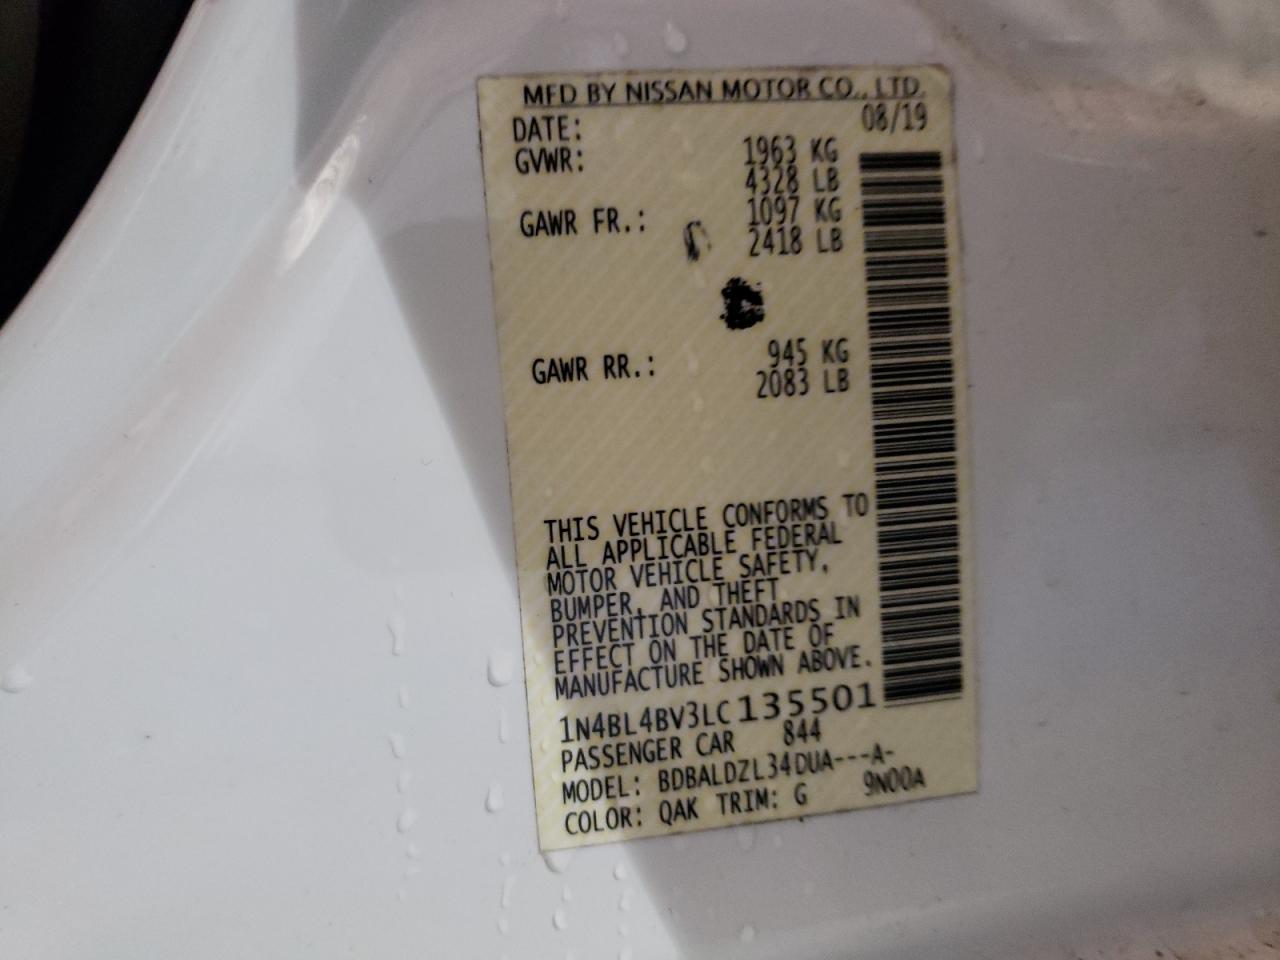 MFD BY NISSAN MOTOR CO., LTD.
DATE: 08/19
GVWR: 1963 KG
4328 LB
GAWR FR.: 1097 KG
2418 LB
GAWR RR.: 945 KG
2083 LB
THIS VEHICLE CONFORMS TO
ALL APPLICABLE FEDERAL
MOTOR VEHICLE SAFETY,
BUMPER, AND THEFT
PREVENTION STANDARDS IN
EFFECT ON THE DATE OF
MANUFACTURE SHOWN ABOVE.
1N4BL4BV3LC135501
PASSENGER CAR 844
MODEL: BDBALDZL34DUA---A-
COLOR: QAK TRIM: G 9N00A